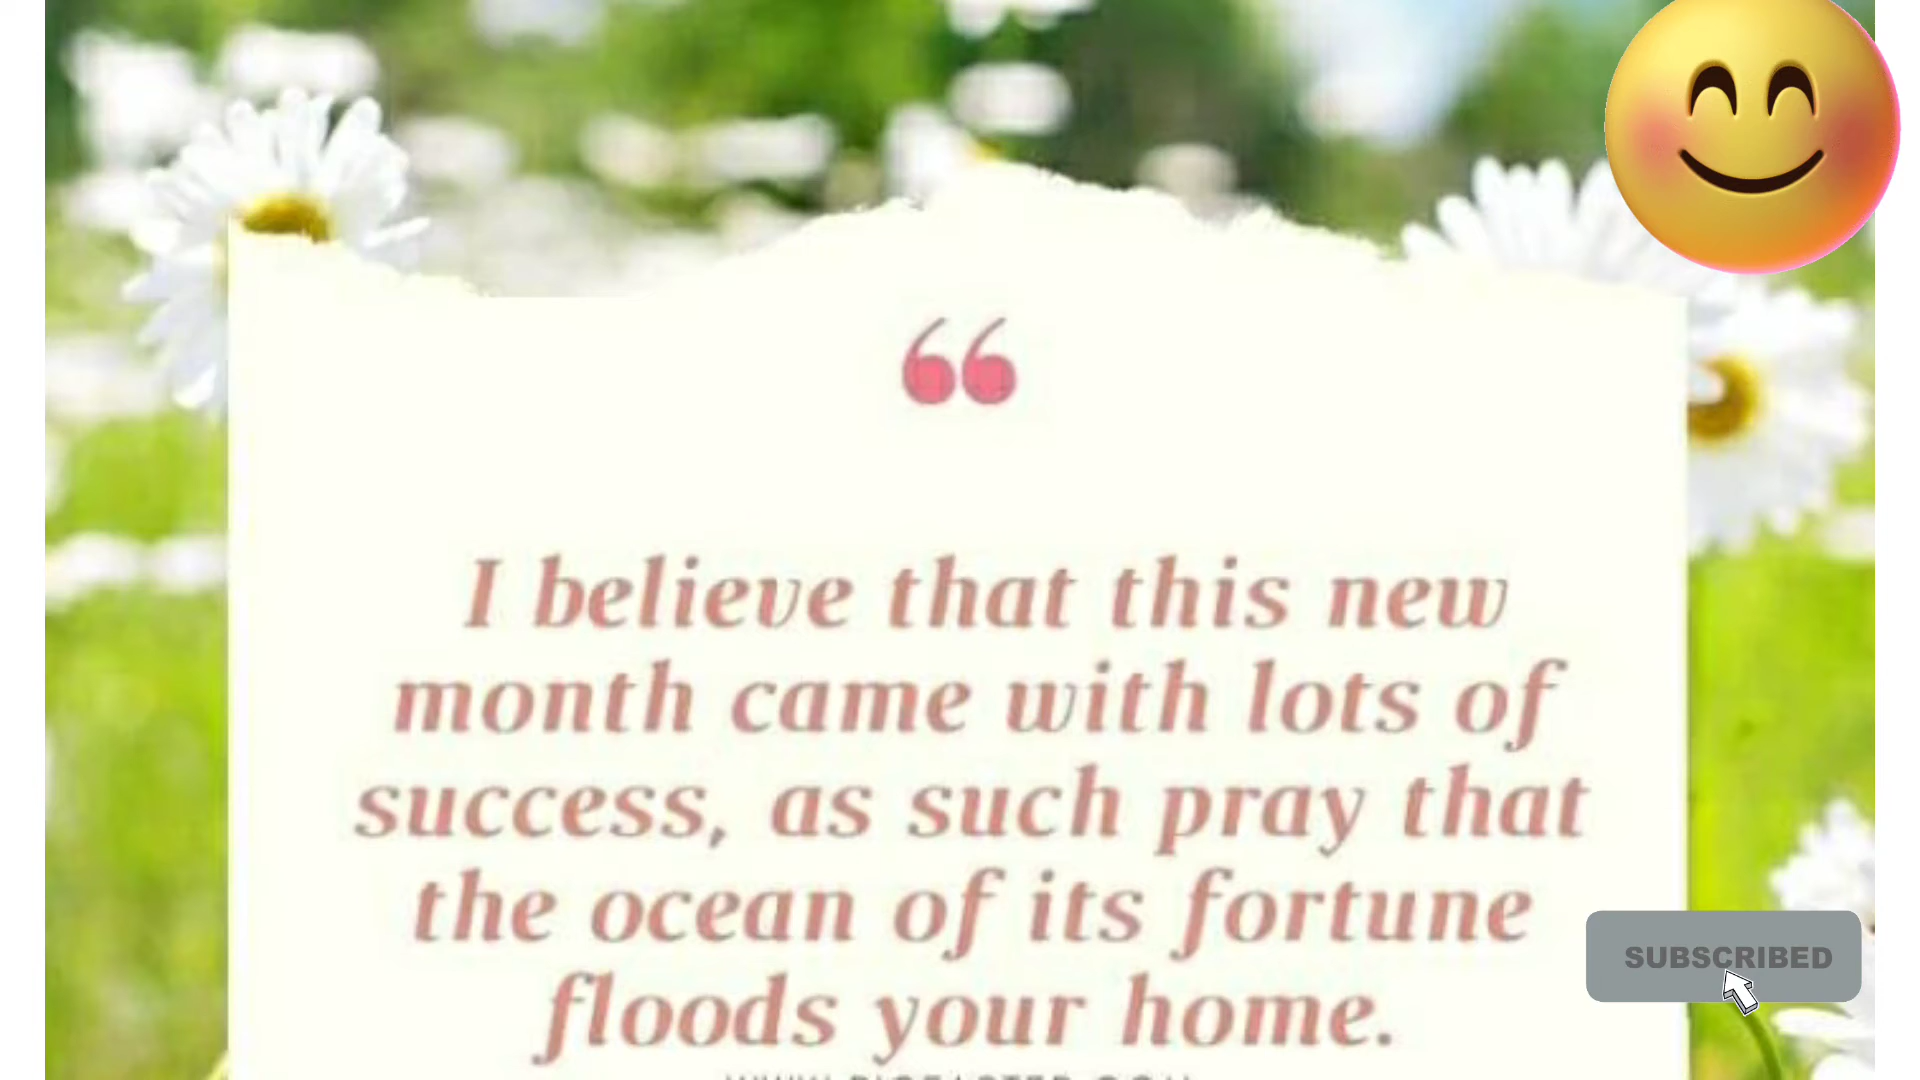 “
I believe that this new
month came with lots of
success, as such pray that
the ocean of its fortune
floods your home.
SUBSCRIBED